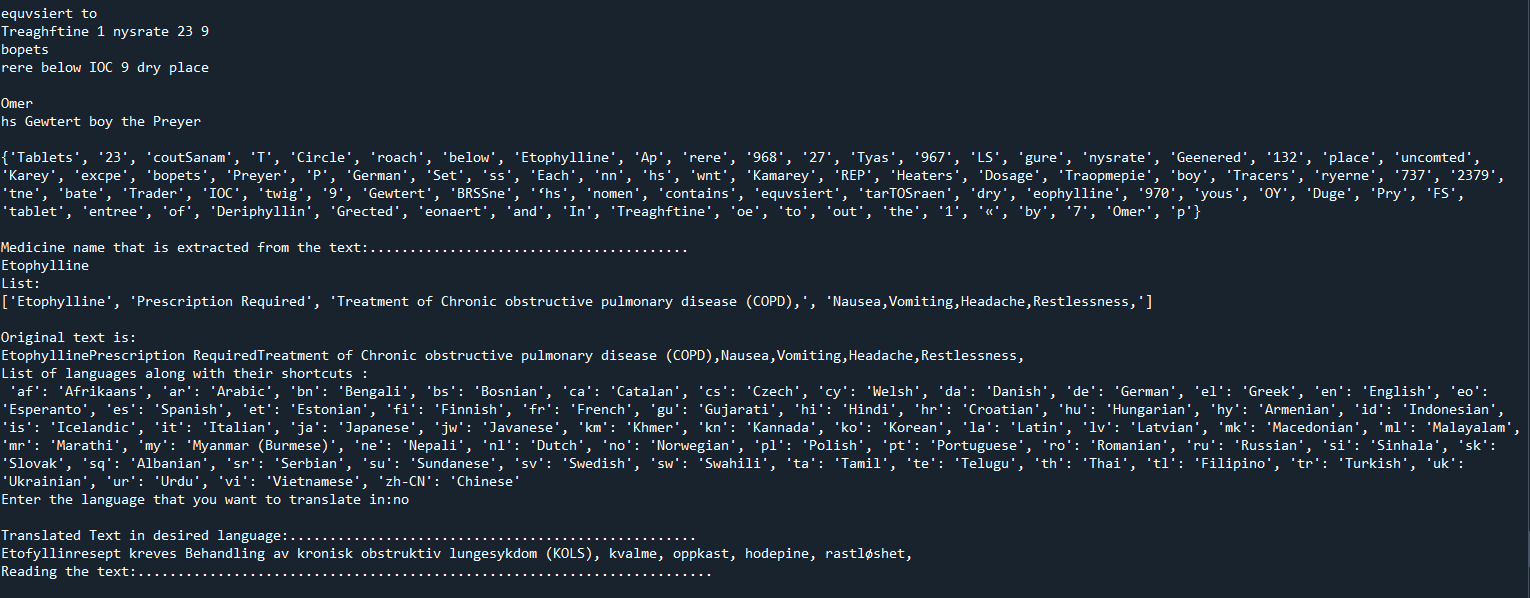 equvsiert to
Treaghftine 1 nysrate 23 9
bopets
rere below IOC 9 dry place
Omer
hs Gewtert boy the Preyer
{'Tablets', '23', 'coutSanam', 'T', 'Circle', 'roach', 'below', 'Etophylline', 'Ap', 'rere', '968', '27', 'Tyas', '967', 'LS', 'gure', 'nysrate', 'Geenered', '132', 'place', 'uncomted',
'Karey', 'excpe', 'bopets', 'Preyer', 'P', 'German', 'Set', 'ss', 'Each', 'nn', 'hs', 'wnt', 'Kamarey', 'REP', 'Heaters', 'Dosage', 'Traopmepie', 'boy', 'Tracers', 'ryerne', '737', '2379',
'tne', 'bate', 'Trader', 'IOC', 'twig', '9', 'Gewtert', 'BRSSne', '‘hs', 'nomen', 'contains', 'equvsiert', 'tarTOSraen', 'dry', 'eophylline', '970', 'yous', 'OY', 'Duge', 'Pry', 'FS',
'tablet', 'entree', 'of', 'Deriphyllin', 'Grected', 'eonaert', 'and', 'In', 'Treaghftine', 'oe', 'to', 'out', 'the', '1', '«', 'by', '7', 'Omer', 'p'}
Medicine name that is extracted from the text:........................................
Etophylline
List:
['Etophylline', 'Prescription Required', 'Treatment of Chronic obstructive pulmonary disease (COPD),', 'Nausea,Vomiting,Headache,Restlessness,']
Original text is:
EtophyllinePrescription RequiredTreatment of Chronic obstructive pulmonary disease (COPD),Nausea,Vomiting,Headache,Restlessness,
List of languages along with their shortcuts :
'af': 'Afrikaans', 'ar': 'Arabic', 'bn': 'Bengali', 'bs': 'Bosnian', 'ca': 'Catalan', 'cs': 'Czech', 'cy': 'Welsh', 'da': 'Danish', 'de': 'German', 'el': 'Greek', 'en': 'English', 'eo':
'Esperanto', 'es': 'Spanish', 'et': 'Estonian', 'fi': 'Finnish', 'fr': 'French', 'gu': 'Gujarati', 'hi': 'Hindi', 'hr': 'Croatian', 'hu': 'Hungarian', 'hy': 'Armenian', 'id': 'Indonesian',
'is': 'Icelandic', 'it': 'Italian', 'ja': 'Japanese', 'jw': 'Javanese', 'km': 'Khmer', 'kn': 'Kannada', 'ko': 'Korean', 'la': 'Latin', 'lv': 'Latvian', 'mk': 'Macedonian', 'ml': 'Malayalam',
'mr': 'Marathi', 'my': 'Myanmar (Burmese)', 'ne': 'Nepali', 'nl': 'Dutch', 'no': 'Norwegian', 'pl': 'Polish', 'pt': 'Portuguese', 'ro': 'Romanian', 'ru': 'Russian', 'si': 'Sinhala', 'sk':
'Slovak', 'sq': 'Albanian', 'sr': 'Serbian', 'su': 'Sundanese', 'sv': 'Swedish', 'sw': 'Swahili', 'ta': 'Tamil', 'te': 'Telugu', 'th': 'Thai', 'tl': 'Filipino', 'tr': 'Turkish', 'uk':
'Ukrainian', 'ur': 'Urdu', 'vi': 'Vietnamese', 'zh-CN': 'Chinese'
Enter the language that you want to translate in:no
Translated Text in desired language:...................................................
Etofyllinresept kreves Behandling av kronisk obstruktiv lungesykdom (KOLS), kvalme, oppkast, hodepine, rastløshet,
Reading the text:........................................................................